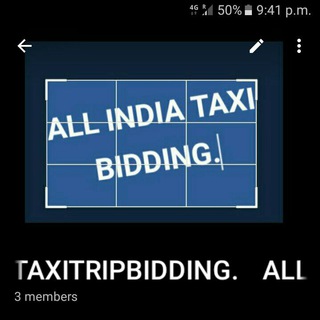 4G 50% 9:41 p.m.
ALL INDIA TAXI
BIDDING.
TAXITRIPBIDDING. ALL
3 members